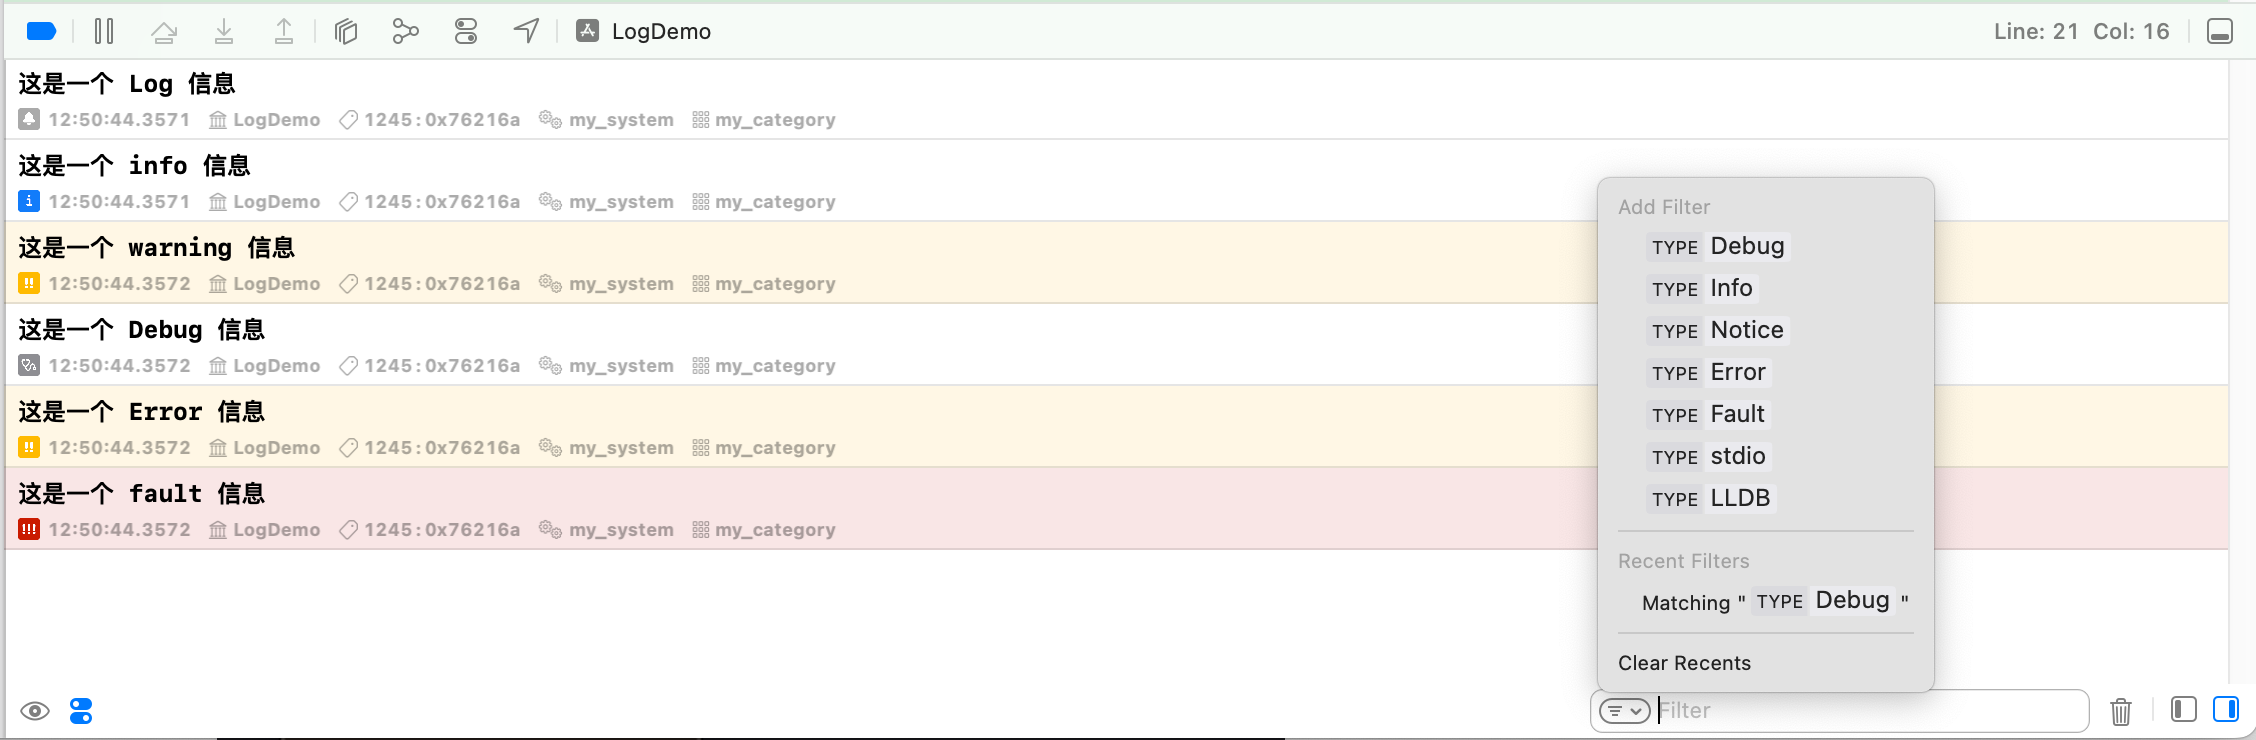 LogDemo Line: 21 Col: 16
这是一个 Log 信息
12:50:44.3571 LogDemo 1245:0x76216a my_system my_category
这是一个 info 信息
12:50:44.3571 LogDemo 1245:0x76216a my_system my_category
这是一个 warning 信息
12:50:44.3572 LogDemo 1245:0x76216a my_system my_category
这是一个 Debug 信息
12:50:44.3572 LogDemo 1245:0x76216a my_system my_category
这是一个 Error 信息
12:50:44.3572 LogDemo 1245:0x76216a my_system my_category
这是一个 fault 信息
12:50:44.3572 LogDemo 1245:0x76216a my_system my_category
Add Filter
TYPE Debug
TYPE Info
TYPE Notice
TYPE Error
TYPE Fault
TYPE stdio
TYPE LLDB
Recent Filters
Matching " TYPE Debug "
Clear Recents
Filter